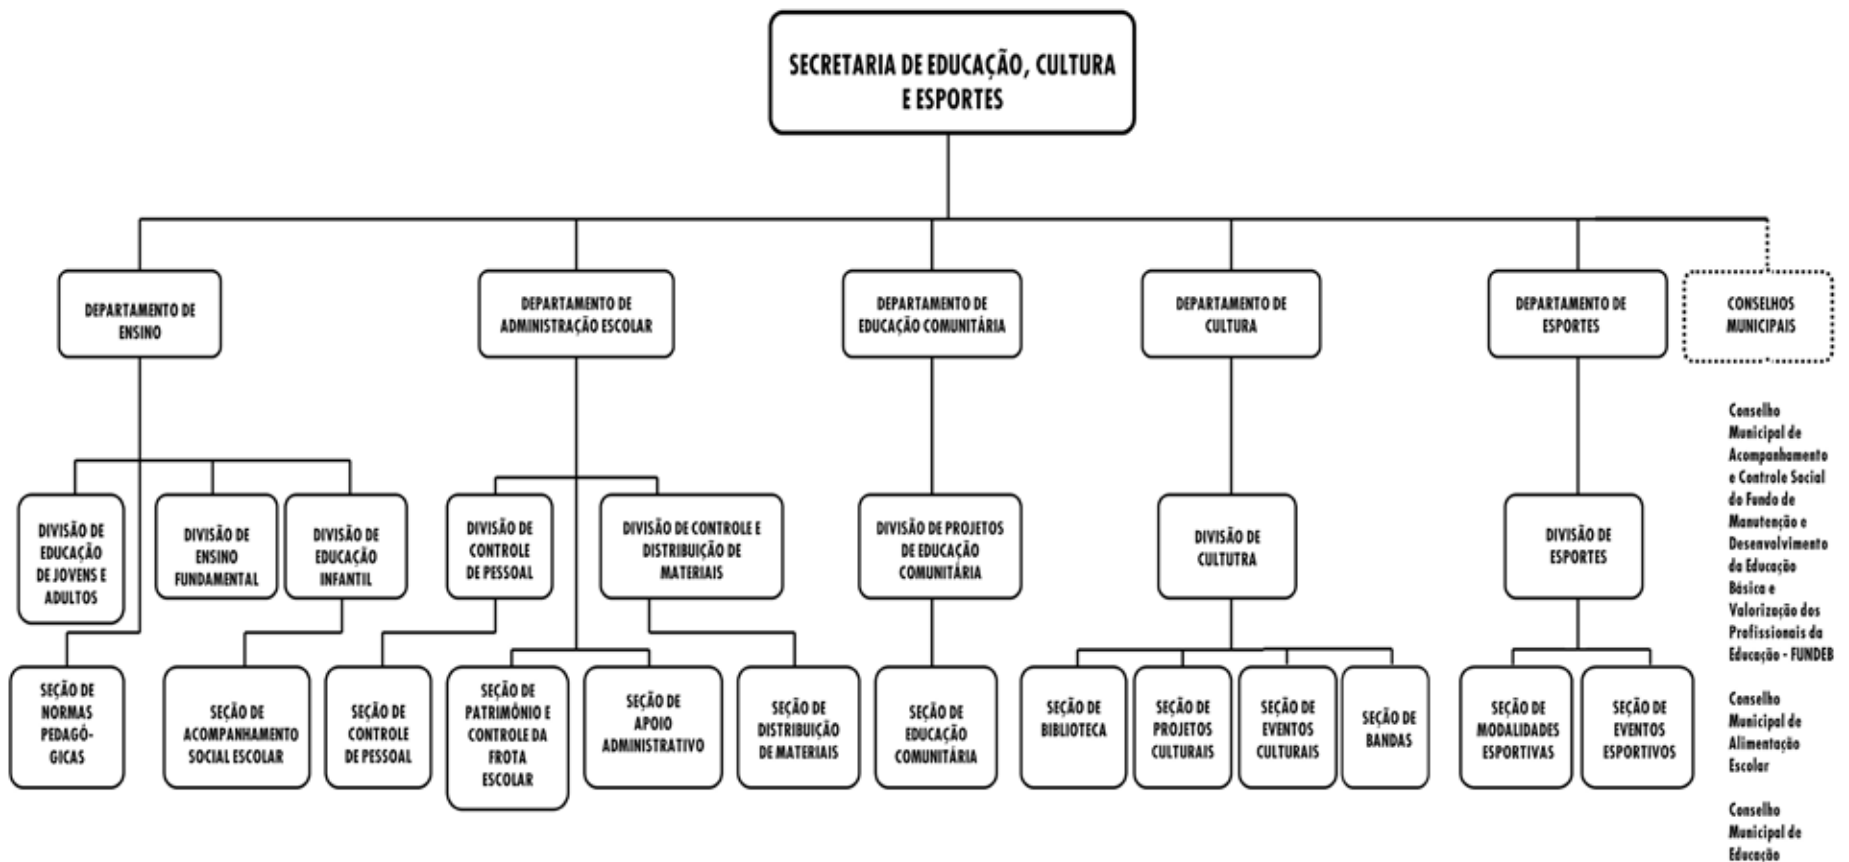 SECRETARIA DE EDUCAÇÃO, CULTURA
E ESPORTES
DEPARTAMENTO DE
ENSINO
DEPARTAMENTO DE
ADMINISTRAÇÃO ESCOLAR
DEPARTAMENTO DE
EDUCAÇÃO COMUNITÁRIA
DEPARTAMENTO DE
CULTURA
DEPARTAMENTO DE
ESPORTES
CONSELHOS
MUNICIPAIS
DIVISÃO DE
EDUCAÇÃO
DE JOVENS E
ADULTOS
DIVISÃO DE
ENSINO
FUNDAMENTAL
DIVISÃO DE
EDUCAÇÃO
INFANTIL
DIVISÃO DE
CONTROLE
DE PESSOAL
DIVISÃO DE CONTROLE E
DISTRIBUIÇÃO DE
MATERIAIS
DIVISÃO DE PROJETOS
DE EDUCAÇÃO
COMUNITÁRIA
DIVISÃO DE
CULTUTRA
DIVISÃO DE
ESPORTES
SEÇÃO DE
NORMAS
PEDAGÓ-
GICAS
SEÇÃO DE
ACOMPANHAMENTO
SOCIAL ESCOLAR
SEÇÃO DE
CONTROLE
DE PESSOAL
SEÇÃO DE
PATRIMÔNIO E
CONTROLE DA
FROTA
ESCOLAR
SEÇÃO DE
APOIO
ADMINISTRATIVO
SEÇÃO DE
DISTRIBUIÇÃO
DE MATERIAIS
SEÇÃO DE
EDUCAÇÃO
COMUNITÁRIA
SEÇÃO DE
BIBLIOTECA
SEÇÃO DE
PROJETOS
CULTURAIS
SEÇÃO DE
EVENTOS
CULTURAIS
SEÇÃO DE
BANDAS
SEÇÃO DE
MODALIDADES
ESPORTIVAS
SEÇÃO DE
EVENTOS
ESPORTIVOS
Conselho
Municipal de
Acompanhamento
e Controle Social
do Fundo de
Manutenção e
Desenvolvimento
da Educação
Básica e
Valorização dos
Profissionais da
Educação - FUNDEB
Conselho
Municipal de
Alimentação
Escolar
Conselho
Municipal de
Educação